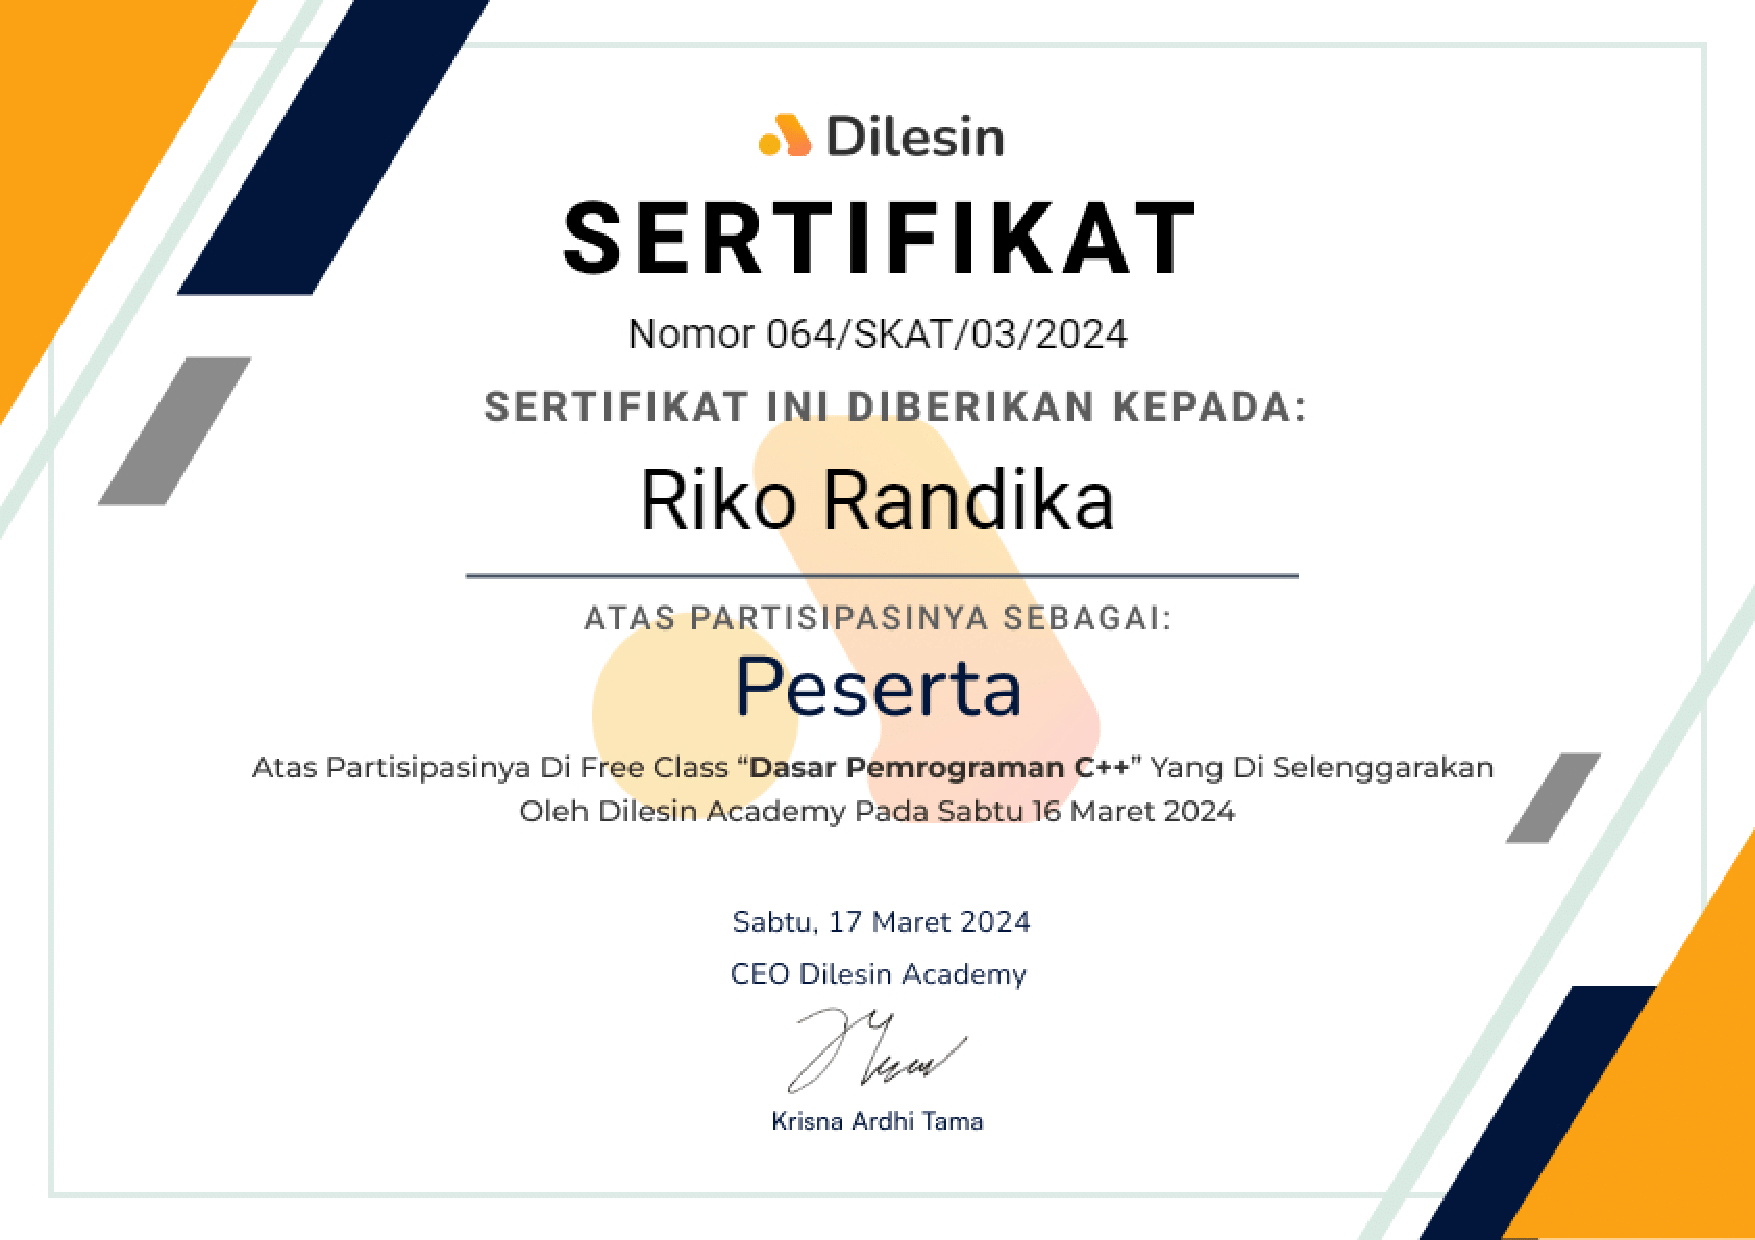 Dilesin
SERTIFIKAT
Nomor 064/SKAT/03/2024
SERTIFIKAT INI DIBERIKAN KEPADA:
Riko Randika
ATAS PARTISIPASINYA SEBAGAI:
Peserta
Atas Partisipasinya Di Free Class “Dasar Pemrograman C++” Yang Di Selenggarakan
Oleh Dilesin Academy Pada Sabtu 16 Maret 2024
Sabtu, 17 Maret 2024
CEO Dilesin Academy
Krisna Ardhi Tama